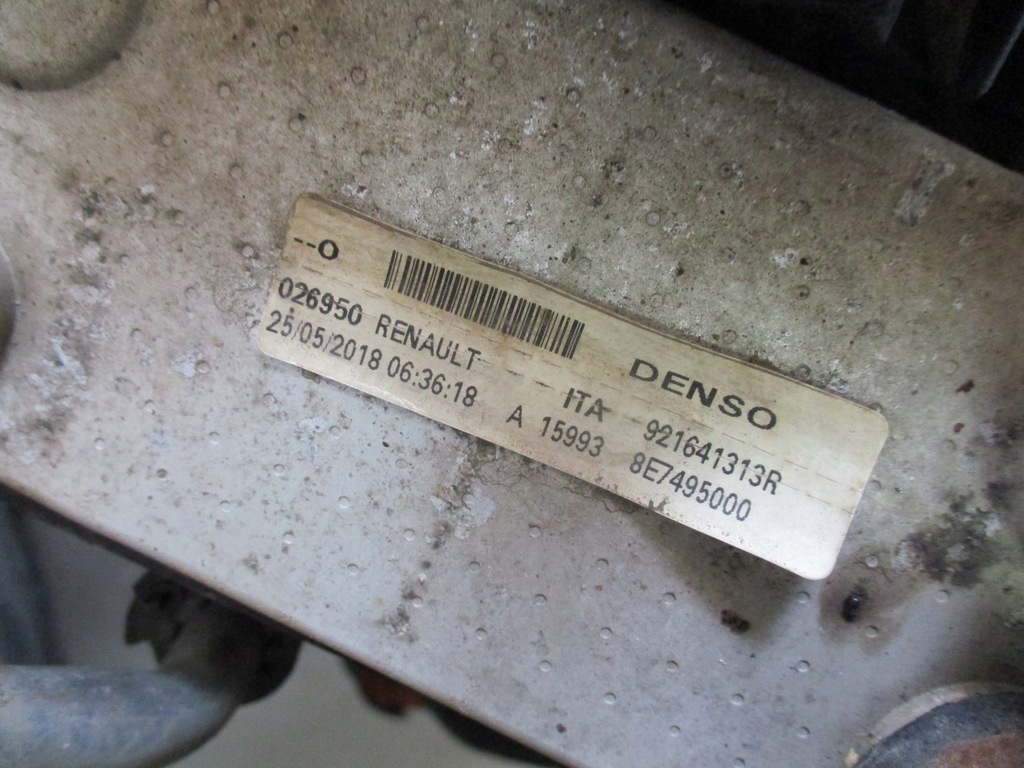 --O DENSO
026950 RENAULT ITA 921641313R
25/05/2018 06:36:18 A 15993 8E7495000